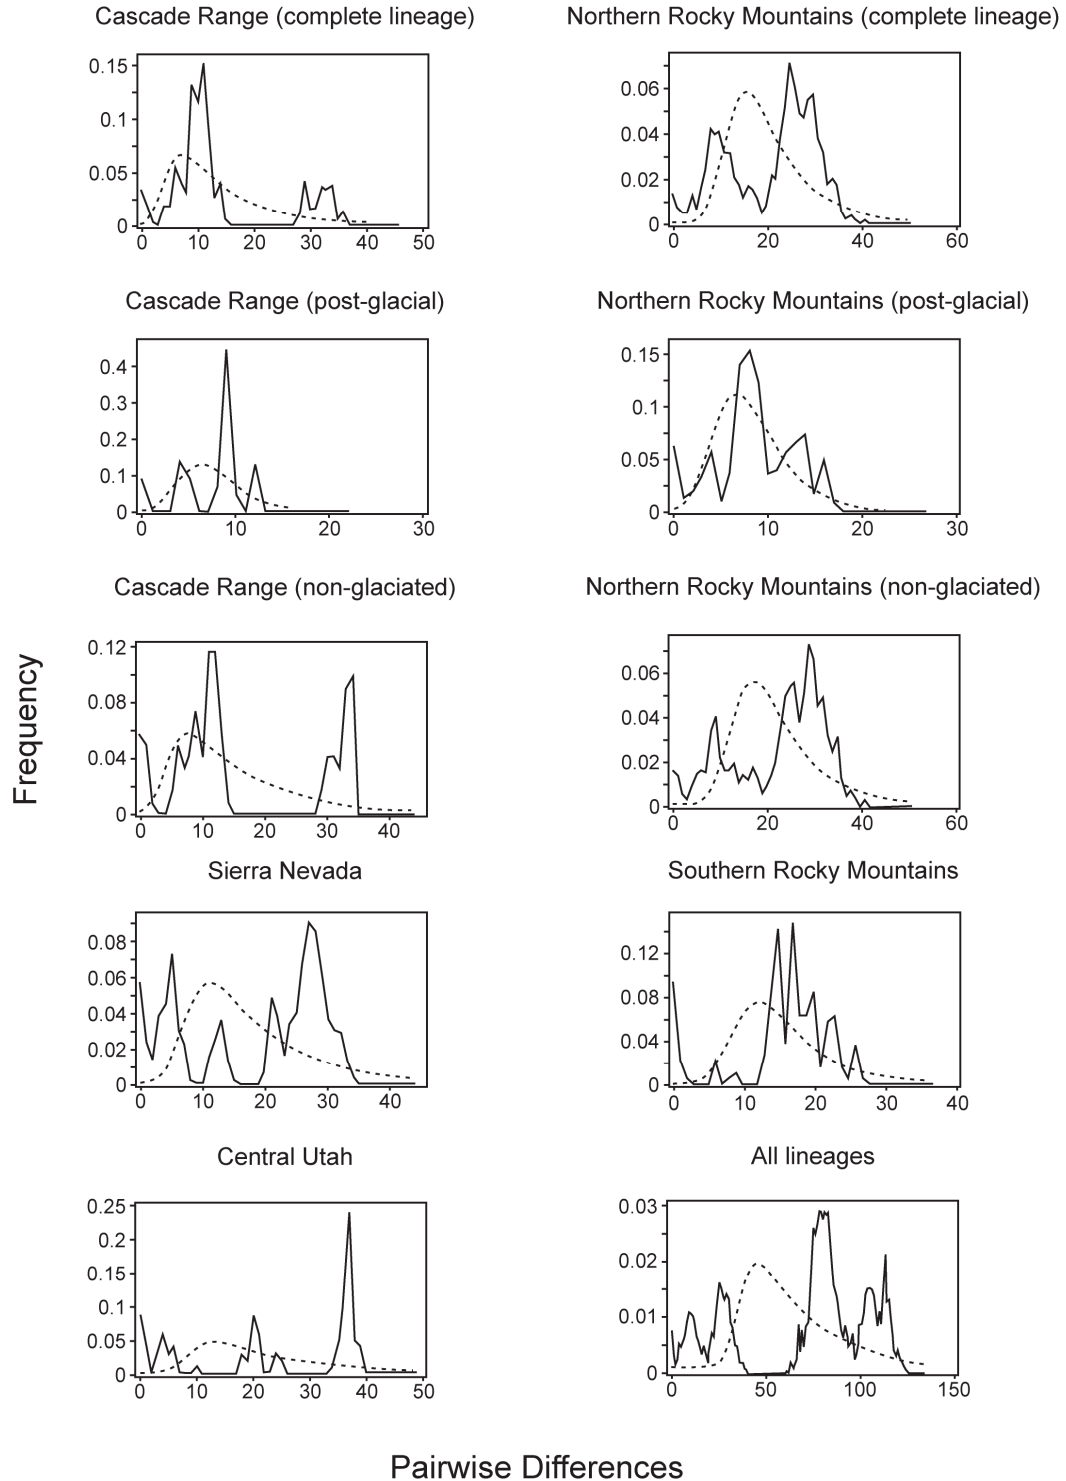 Cascade Range (complete lineage)
Northern Rocky Mountains (complete lineage)
0.15
0.1
0.05
0
0 10 20 30 40 50
0.06
0.04
0.02
0
0 20 40 60
Cascade Range (post-glacial)
Northern Rocky Mountains (post-glacial)
0.4
0.3
0.2
0.1
0
0 10 20 30
0.15
0.1
0.05
0
0 10 20 30
Cascade Range (non-glaciated)
Northern Rocky Mountains (non-glaciated)
0.12
0.08
0.04
0
0 10 20 30 40
0.06
0.04
0.02
0
0 20 40 60
Frequency
Sierra Nevada
Southern Rocky Mountains
0.08
0.06
0.04
0.02
0
0 10 20 30 40
0.12
0.08
0.04
0
0 10 20 30 40
Central Utah
All lineages
0.25
0.2
0.15
0.1
0.05
0
0 10 20 30 40 50
0.03
0.02
0.01
0
0 50 100 150
Pairwise Differences